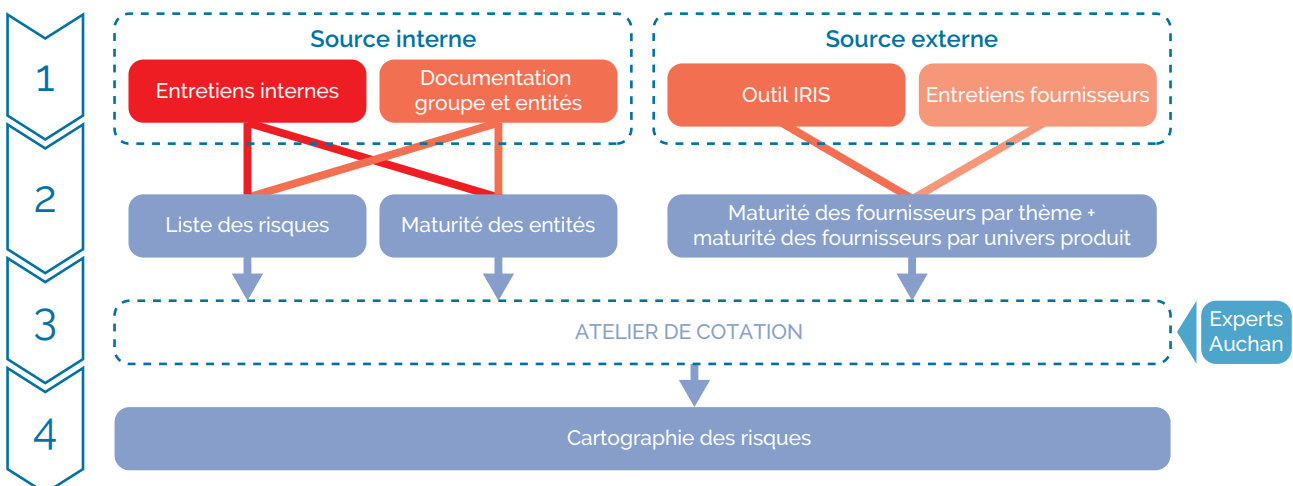 1
Source interne
Source externe
Entretiens internes
Documentation
groupe et entités
Outil IRIS
Entretiens fournisseurs
2
Liste des risques
Maturité des entités
Maturité des fournisseurs par thème +
maturité des fournisseurs par univers produit
3
ATELIER DE COTATION
Experts
Auchan
4
Cartographie des risques